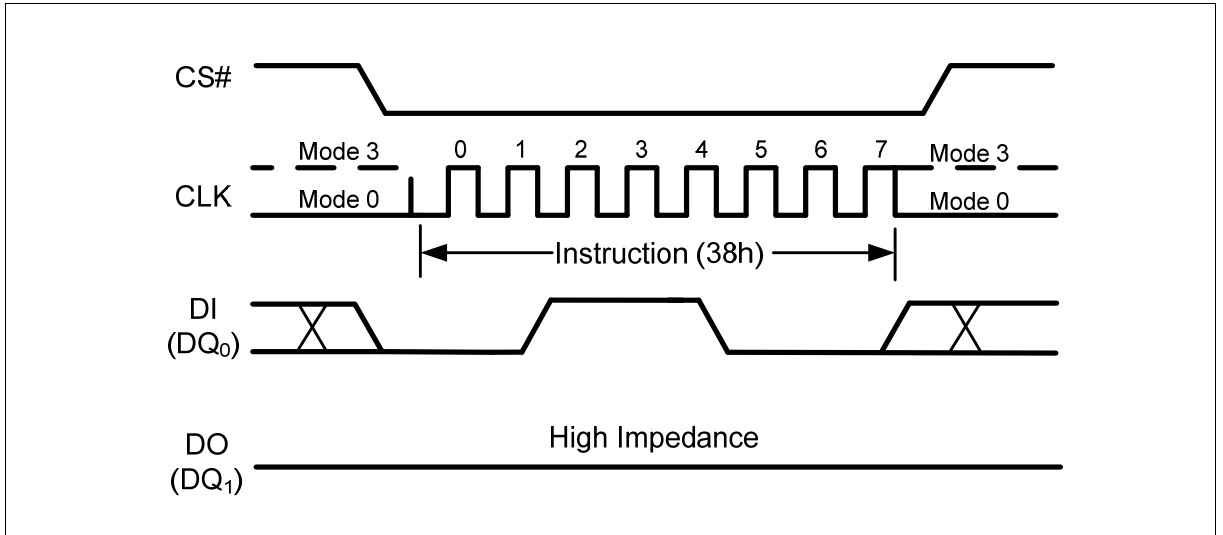 CS#
Mode 3 0 1 2 3 4 5 6 7 Mode 3
CLK Mode 0 Mode 0
Instruction (38h)
DI
(DQ₀)
High Impedance
DO
(DQ₁)